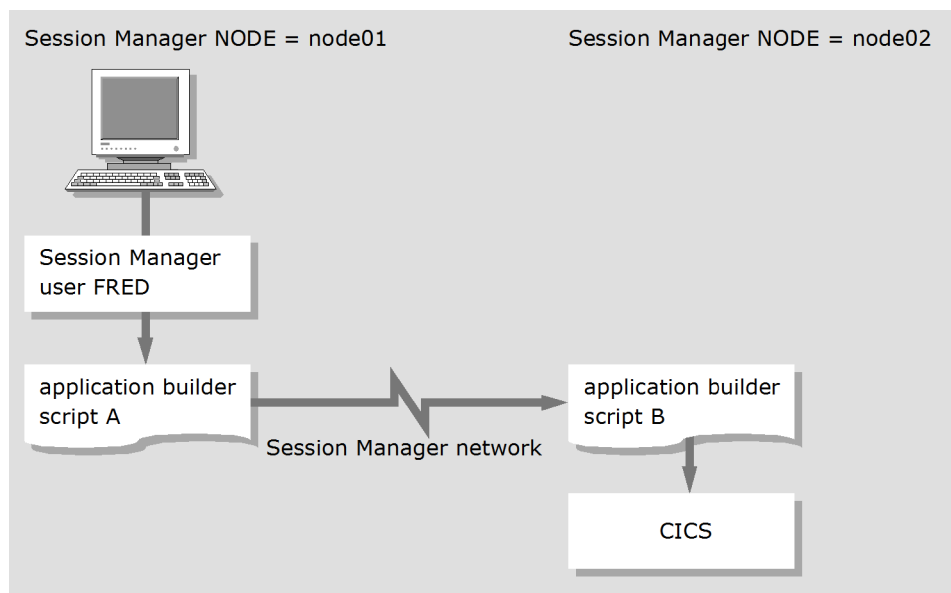 Session Manager NODE = node01
Session Manager NODE = node02
Session Manager
user FRED
application builder
script A
application builder
script B
Session Manager network
CICS